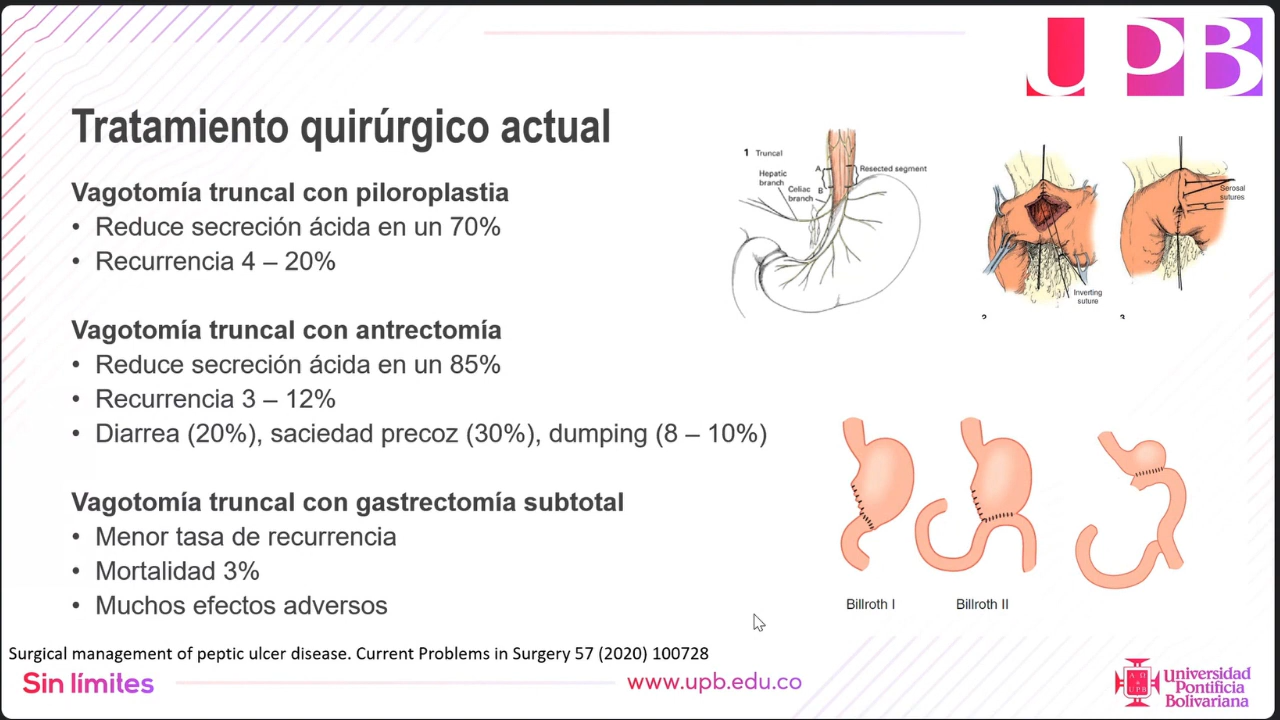 UPB
Tratamiento quirúrgico actual
Vagotomía truncal con piloroplastia
• Reduce secreción ácida en un 70%
• Recurrencia 4 – 20%
Vagotomía truncal con antrectomía
• Reduce secreción ácida en un 85%
• Recurrencia 3 – 12%
• Diarrea (20%), saciedad precoz (30%), dumping (8 – 10%)
Vagotomía truncal con gastrectomía subtotal
• Menor tasa de recurrencia
• Mortalidad 3%
• Muchos efectos adversos
1 Truncal
Hepatic
branch
Celiac
branch
A
B
Resected segment
Inverting
suture
2
Serosal
sutures
3
Billroth I
Billroth II
Surgical management of peptic ulcer disease. Current Problems in Surgery 57 (2020) 100728
Sin límites
www.upb.edu.co
A Ω
UPB
Universidad
Pontificia
Bolivariana